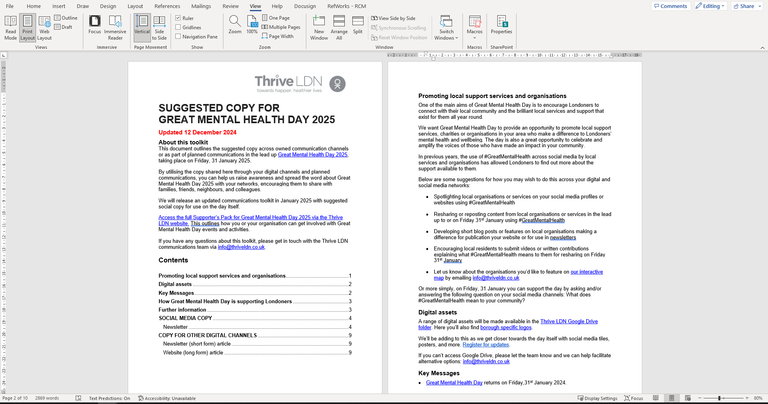 File Home Insert Draw Design Layout References Mailings Review View Help Docusign RefWorks - RCM Comments Editing Share
Read Mode Print Layout Web Layout Outline Draft
Focus Immersive Reader Vertical Side to Side
Ruler Gridlines Navigation Pane
Zoom 100% One Page Multiple Pages Page Width
New Window Arrange All Split View Side by Side Synchronous Scrolling Reset Window Position Switch Windows
Macros Properties
Views Immersive Page Movement Show Zoom Window Macros SharePoint
Thrive LDN
towards happier, healthier lives
SUGGESTED COPY FOR
GREAT MENTAL HEALTH DAY 2025
Updated 12 December 2024
About this toolkit
This document outlines the suggested copy across owned communication channels
or as part of planned communications in the lead up Great Mental Health Day 2025,
taking place on Friday, 31 January 2025.
By utilising the copy shared here through your digital channels and planned
communications, you can help us raise awareness and spread the word about Great
Mental Health Day 2025 with your networks, encouraging them to share with
families, friends, neighbours, and colleagues.
We will release an updated communications toolkit in January 2025 with suggested
social copy for use on the day itself.
Access the full Supporter's Pack for Great Mental Health Day 2025 via the Thrive
LDN website. This outlines how you or your organisation can get involved with Great
Mental Health Day events and activities.
If you have any questions about this toolkit, please get in touch with the Thrive LDN
communications team via info@thriveldn.co.uk.
Contents
Promoting local support services and organisations 1
Digital assets 2
Key Messages 2
How Great Mental Health Day is supporting Londoners 3
Further information 3
SOCIAL MEDIA COPY 4
Newsletter 4
COPY FOR OTHER DIGITAL CHANNELS 9
Newsletter (short form) article 9
Website (long form) article 9
Promoting local support services and organisations
One of the main aims of Great Mental Health Day is to encourage Londoners to
connect with their local community and the brilliant local services and support that
exist for them all year round.
We want Great Mental Health Day to provide an opportunity to promote local support
services, charities or organisations in your area who make a difference to Londoners'
mental health and wellbeing. The day is also a great opportunity to celebrate and
amplify the voices of those who have made an impact in your community.
In previous years, the use of #GreatMentalHealth across social media by local
services and organisations has allowed Londoners to find out more about the
support available to them.
Below are some suggestions for how you may wish to do this across your digital and
social media networks:
• Spotlighting local organisations or services on your social media profiles or
websites using #GreatMentalHealth
• Resharing or reposting content from local organisations or services in the lead
up to or on Friday 31st January using #GreatMentalHealth
• Developing short blog posts or features on local organisations making a
difference for publication your website or for use in newsletters
• Encouraging local residents to submit videos or written contributions
explaining what #GreatMentalHealth means to them for resharing on Friday
31st January
• Let us know about the organisations you'd like to feature on our interactive
map by emailing info@thriveldn.co.uk.
Or more simply, on Friday, 31 January you can support the day by asking and/or
answering the following question on your social media channels: What does
#GreatMentalHealth mean to your community?
Digital assets
A range of digital assets will be made available in the Thrive LDN Google Drive
folder. Here you'll also find borough specific logos.
We'll be adding to this as we get closer towards the day itself with social media tiles,
posters, and more. Register for updates.
If you can't access Google Drive, please let the team know and we can help facilitate
alternative options: info@thriveldn.co.uk
Key Messages
• Great Mental Health Day returns on Friday,31st January 2024.
Page 2 of 10 2869 words Text Predictions: On Accessibility: Unavailable Display Settings Focus 80%